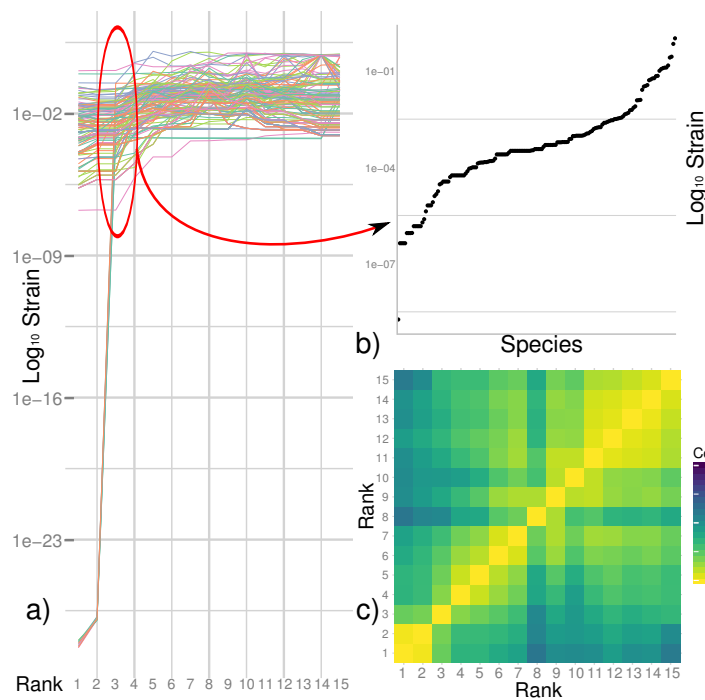 1e−02
1e−09
1e−16
1e−23
Log₁₀ Strain
a)
Rank
1 2 3 4 5 6 7 8 9 10 11 12 13 14 15
1e−01
1e−04
1e−07
Log₁₀ Strain
b)
Species
15
14
13
12
11
10
9
8
7
6
5
4
3
2
1
Rank
c)
1 2 3 4 5 6 7 8 9 10 11 12 13 14 15
Rank